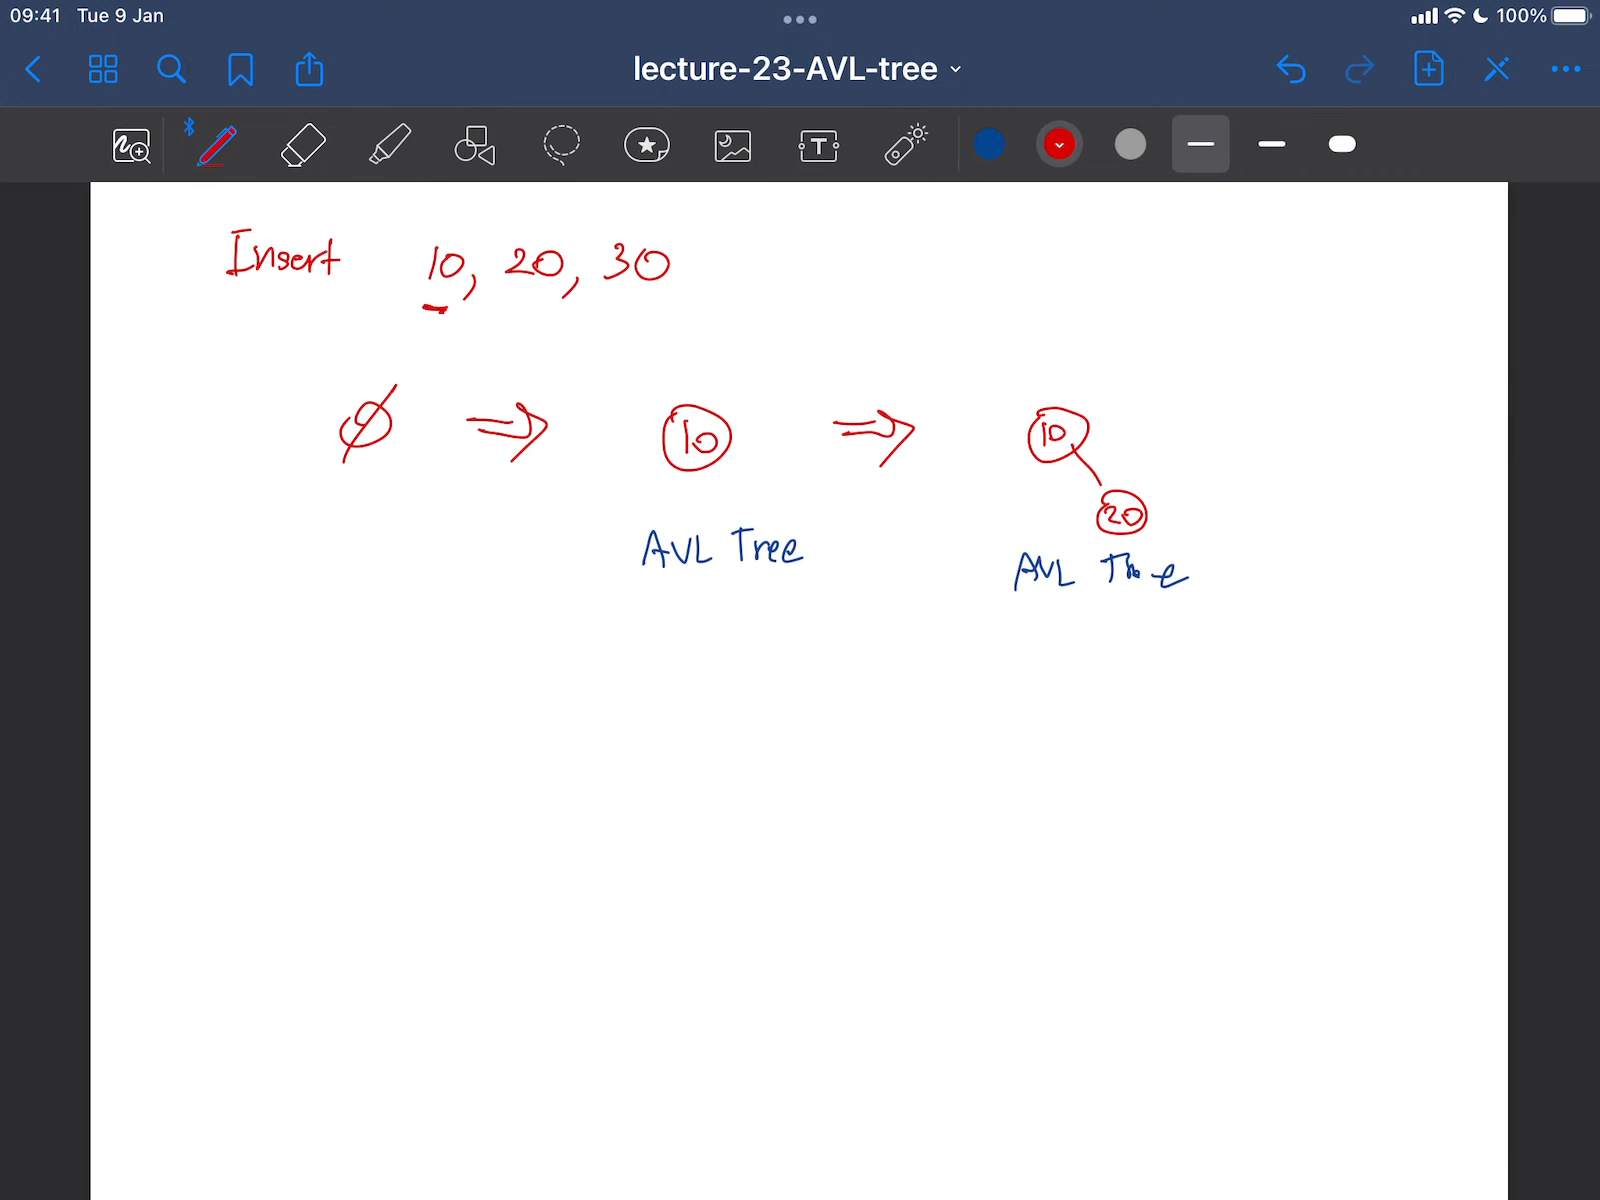 09:41 Tue 9 Jan 100%
lecture-23-AVL-tree
T
Insert 10, 20, 30
∅ ⇒ 10 ⇒ 10
20
AVL Tree AVL Tree